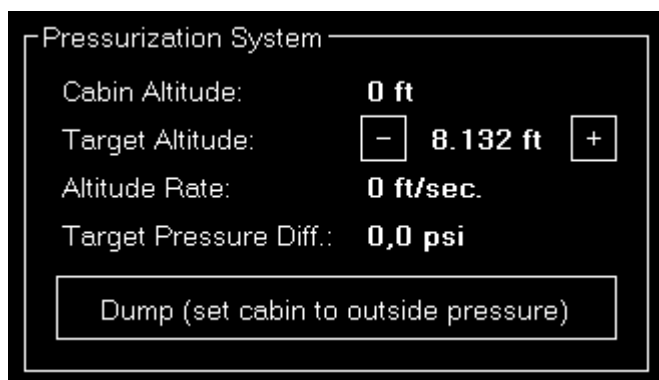 Pressurization System
Cabin Altitude: 0 ft
Target Altitude: - 8.132 ft +
Altitude Rate: 0 ft/sec.
Target Pressure Diff.: 0,0 psi
Dump (set cabin to outside pressure)